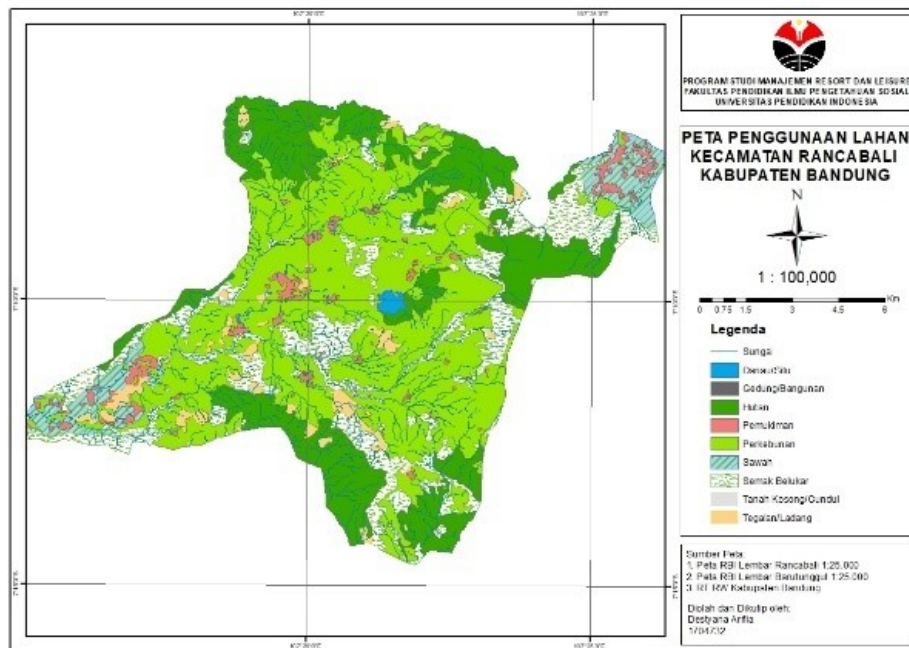 PROGRAM STUDI MANAJEMEN RESORT DAN LEISURE
FAKULTAS PENDIDIKAN ILMU PENGETAHUAN SOSIAL
UNIVERSITAS PENDIDIKAN INDONESIA
PETA PENGGUNAAN LAHAN
KECAMATAN RANCABALI
KABUPATEN BANDUNG
N
1 : 100,000
0 0.75 1.5 3 4.5 6
Km
Legenda
Sungai
Danau/Situ
Gedung/Bangunan
Hutan
Pemukiman
Perkebunan
Sawah
Semak Belukar
Tanah Kosong/Gundul
Tegalan/Ladang
Sumber Peta:
1. Peta RBI Lembar Rancabali 1:25.000
2. Peta RBI Lembar Barutunggul 1:25.000
3. RT RW Kabupaten Bandung
Diolah dan Dikutip oleh:
Destyana
1704732